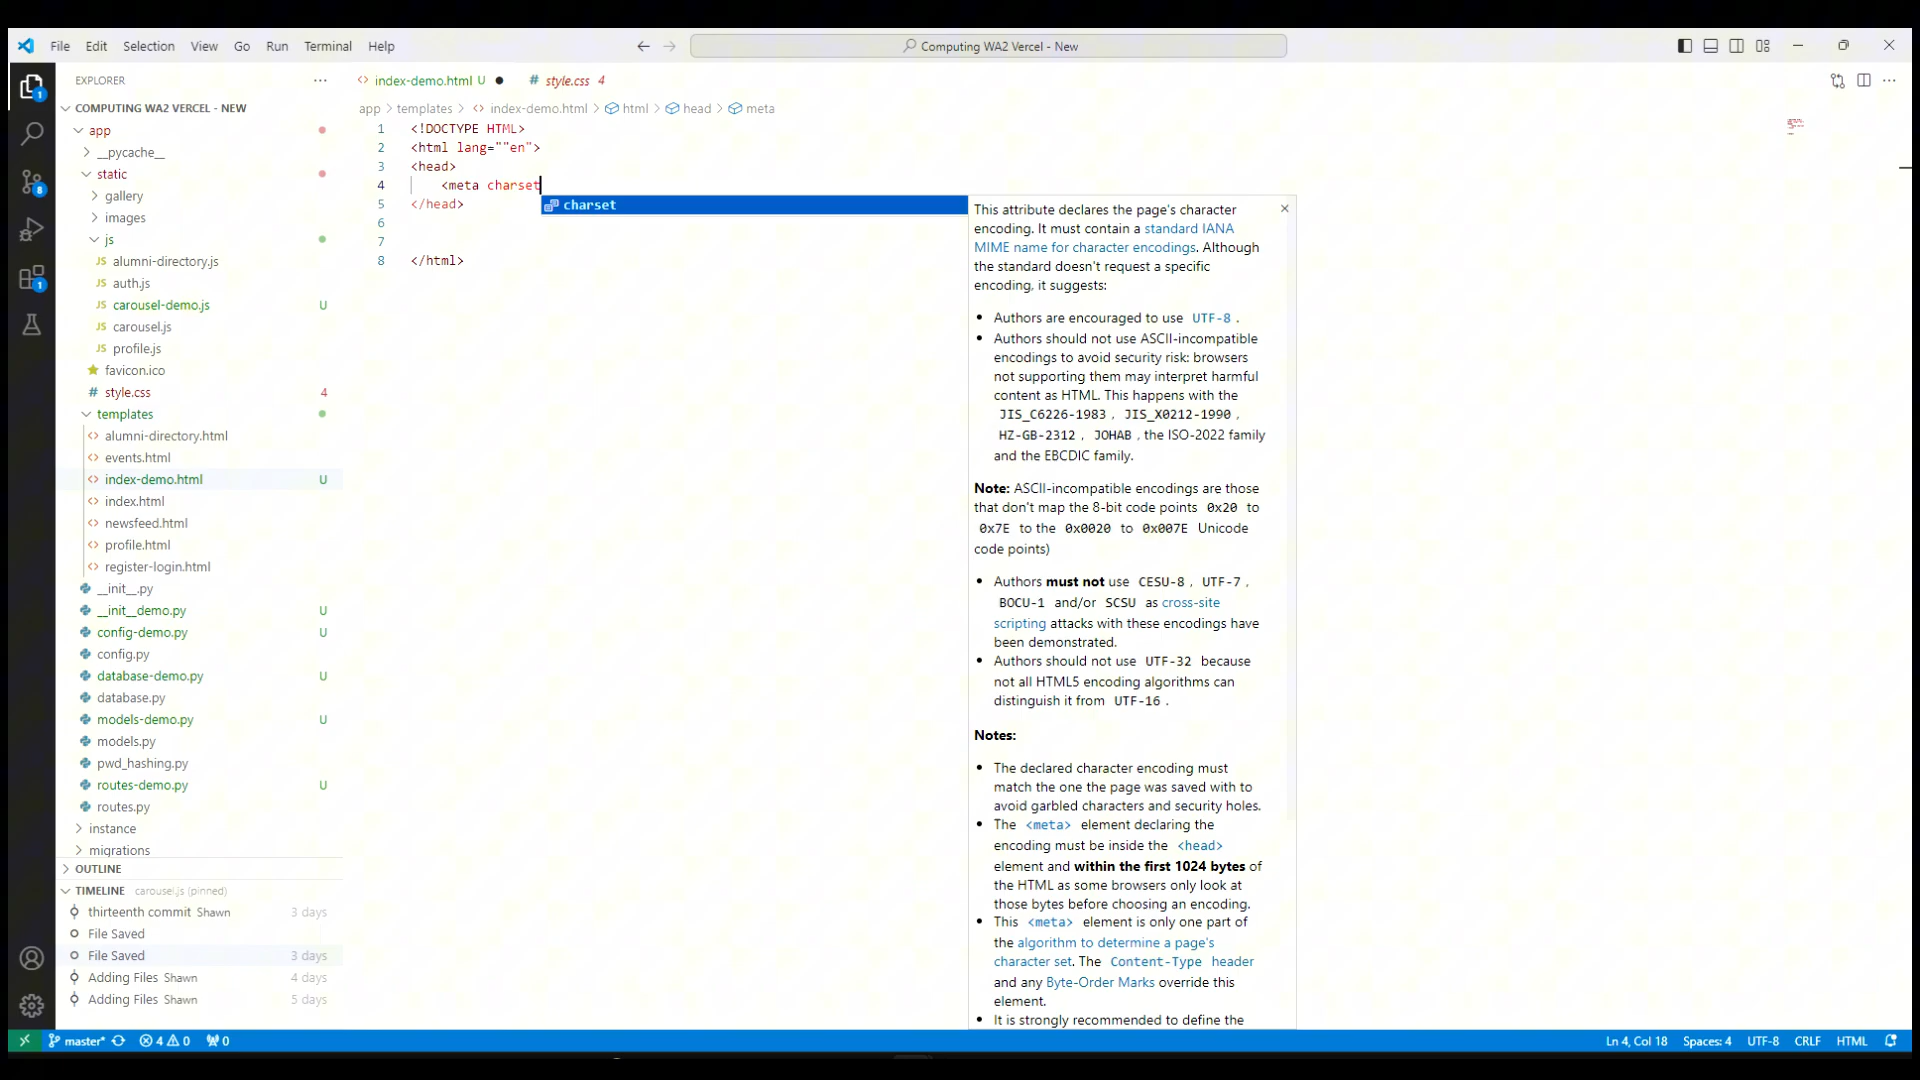 File Edit Selection View Go Run Terminal Help
Computing WA2 Vercel - New
EXPLORER
COMPUTING WA2 VERCEL - NEW
app
__pycache__
static
gallery
images
js
JS alumni-directory.js
JS auth.js
JS carousel-demo.js U
JS carousel.js
JS profile.js
favicon.ico
# style.css 4
templates
<> alumni-directory.html
<> events.html
<> index-demo.html U
<> index.html
<> newsfeed.html
<> profile.html
<> register-login.html
__init__.py
__init__demo.py U
config-demo.py U
config.py
database-demo.py U
database.py
models-demo.py U
models.py
pwd_hashing.py
routes-demo.py U
routes.py
instance
migrations
OUTLINE
TIMELINE carousel.js (pinned)
thirteenth commit Shawn 3 days
File Saved
File Saved 3 days
Adding Files Shawn 4 days
Adding Files Shawn 5 days
<> index-demo.html U
# style.css 4
app > templates > <> index-demo.html > html > head > meta
1 <!DOCTYPE HTML>
2 <html lang=""en">
3 <head>
4 <meta charset
5 </head>
6
7
8 </html>
charset
This attribute declares the page's character
encoding. It must contain a standard IANA
MIME name for character encodings. Although
the standard doesn't request a specific
encoding, it suggests:
• Authors are encouraged to use UTF-8 .
• Authors should not use ASCII-incompatible
encodings to avoid security risk: browsers
not supporting them may interpret harmful
content as HTML. This happens with the
JIS_C6226-1983 , JIS_X0212-1990 ,
HZ-GB-2312 , JOHAB , the ISO-2022 family
and the EBCDIC family.
Note: ASCII-incompatible encodings are those
that don't map the 8-bit code points 0x20 to
0x7E to the 0x0020 to 0x007E Unicode
code points)
• Authors must not use CESU-8 , UTF-7 ,
BOCU-1 and/or SCSU as cross-site
scripting attacks with these encodings have
been demonstrated.
• Authors should not use UTF-32 because
not all HTML5 encoding algorithms can
distinguish it from UTF-16 .
Notes:
• The declared character encoding must
match the one the page was saved with to
avoid garbled characters and security holes.
• The <meta> element declaring the
encoding must be inside the <head>
element and within the first 1024 bytes of
the HTML as some browsers only look at
those bytes before choosing an encoding.
• This <meta> element is only one part of
the algorithm to determine a page's
character set. The Content-Type header
and any Byte-Order Marks override this
element.
• It is strongly recommended to define the
1
8
1
master* 4 0 0
Ln 4, Col 18 Spaces: 4 UTF-8 CRLF HTML